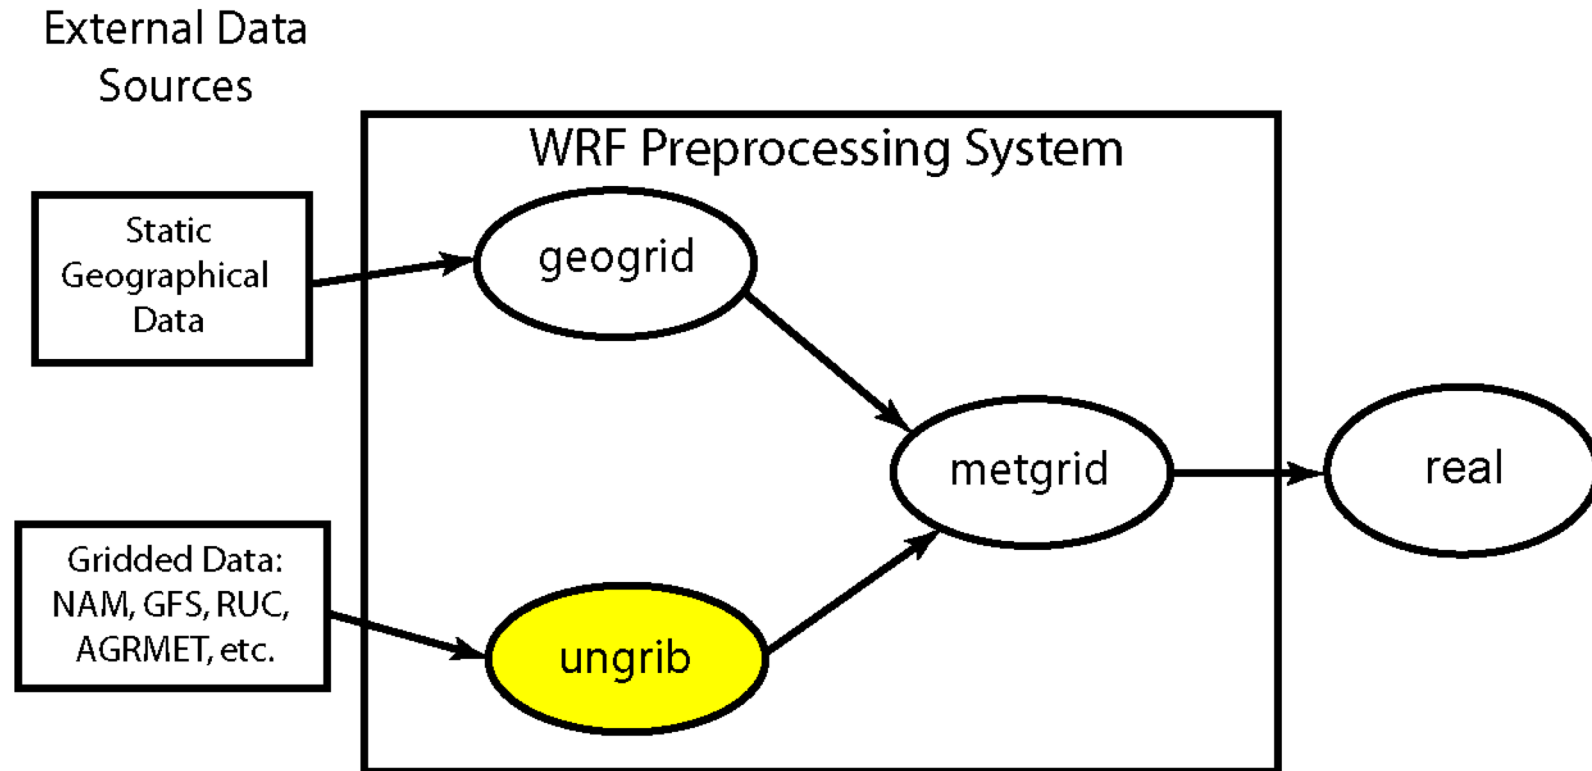 External Data
Sources
WRF Preprocessing System
Static
Geographical
Data
geogrid
metgrid
real
Gridded Data:
NAM, GFS, RUC,
AGRMET, etc.
ungrib